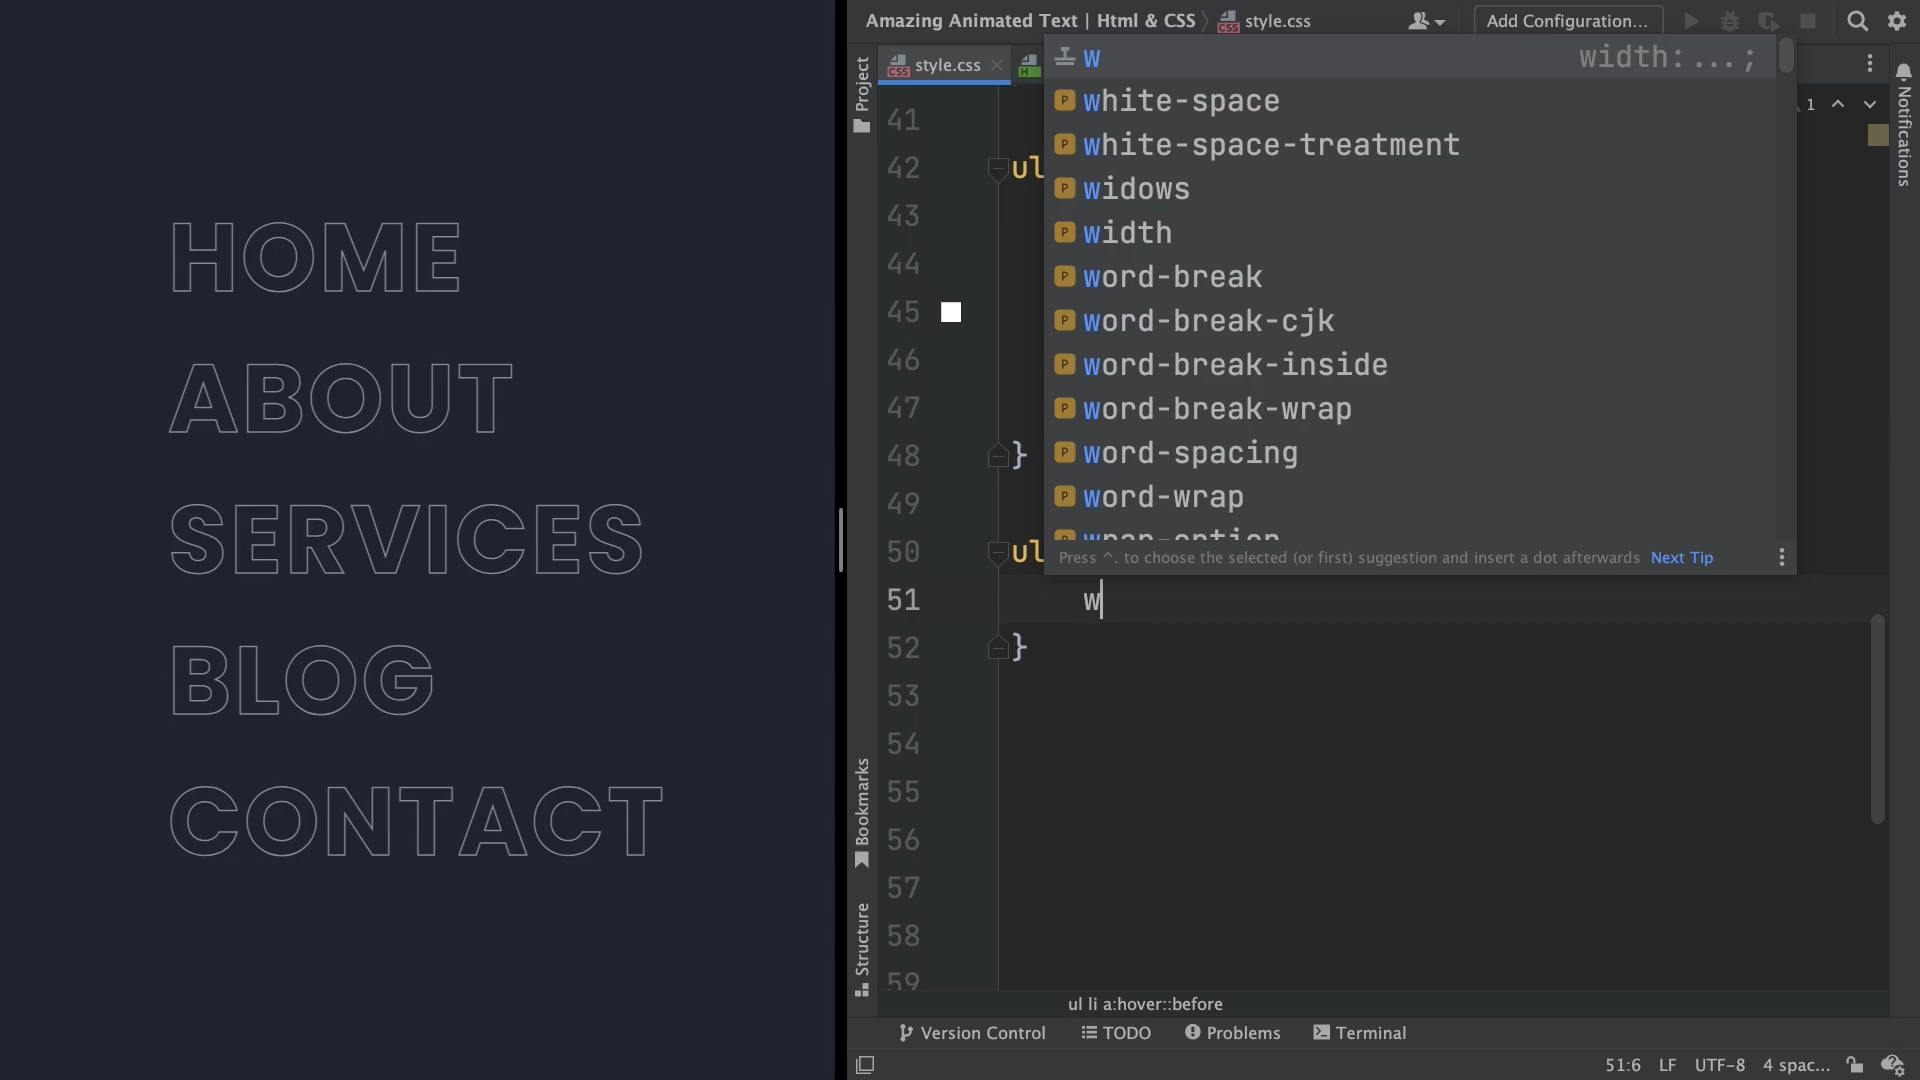 HOME
ABOUT
SERVICES
BLOG
CONTACT
Amazing Animated Text | Html & CSS
style.css
Add Configuration...
Project
style.css
Notifications
w width:...;
white-space
white-space-treatment
widows
width
word-break
word-break-cjk
word-break-inside
word-break-wrap
word-spacing
word-wrap
wrap-option
Press ^. to choose the selected (or first) suggestion and insert a dot afterwards Next Tip
1
41
42 ul
43
44
45
46
47
48 }
49
50 ul
51 w
52 }
53
54
55
56
57
58
59
Bookmarks
Structure
ul li a:hover::before
Version Control TODO Problems Terminal
51:6 LF UTF-8 4 spac...